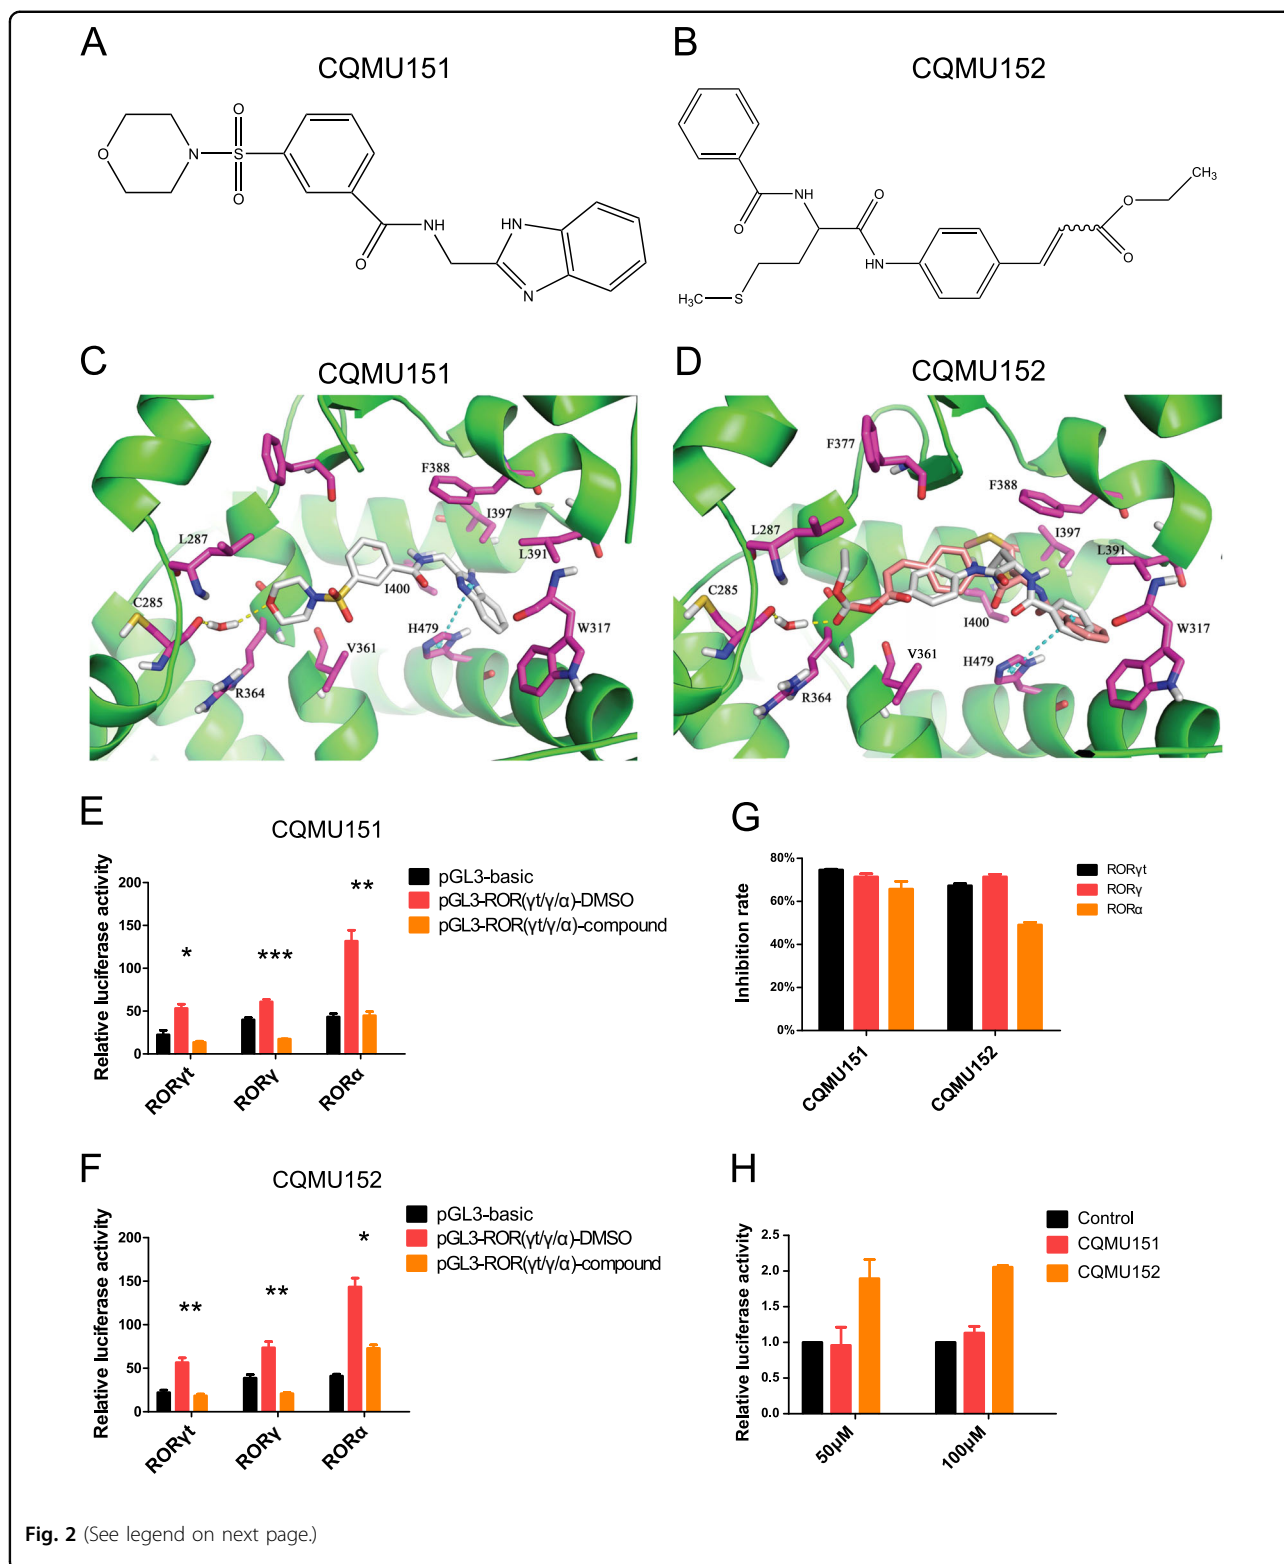 A
CQMU151
O
N
S
O
O
O
NH
HN
N
B
CQMU152
O
NH
O
HN
H₃C
S
O
O
CH₃
C
CQMU151
F388
I397
L287
L391
C285
I400
W317
H479
V361
R364
D
CQMU152
F377
F388
L287
I397
L391
C285
I400
W317
V361
H479
R364
E
CQMU151
Relative luciferase activity
200
150
100
50
0
*
***
**
RORγt
RORγ
RORα
pGL3-basic
pGL3-ROR(γt/γ/α)-DMSO
pGL3-ROR(γt/γ/α)-compound
G
Inhibition rate
80%
60%
40%
20%
0%
CQMU151
CQMU152
RORγt
RORγ
RORα
F
CQMU152
Relative luciferase activity
200
150
100
50
0
**
**
*
RORγt
RORγ
RORα
pGL3-basic
pGL3-ROR(γt/γ/α)-DMSO
pGL3-ROR(γt/γ/α)-compound
H
Relative luciferase activity
2.5
2.0
1.5
1.0
0.5
0.0
50μM
100μM
Control
CQMU151
CQMU152
Fig. 2 (See legend on next page.)